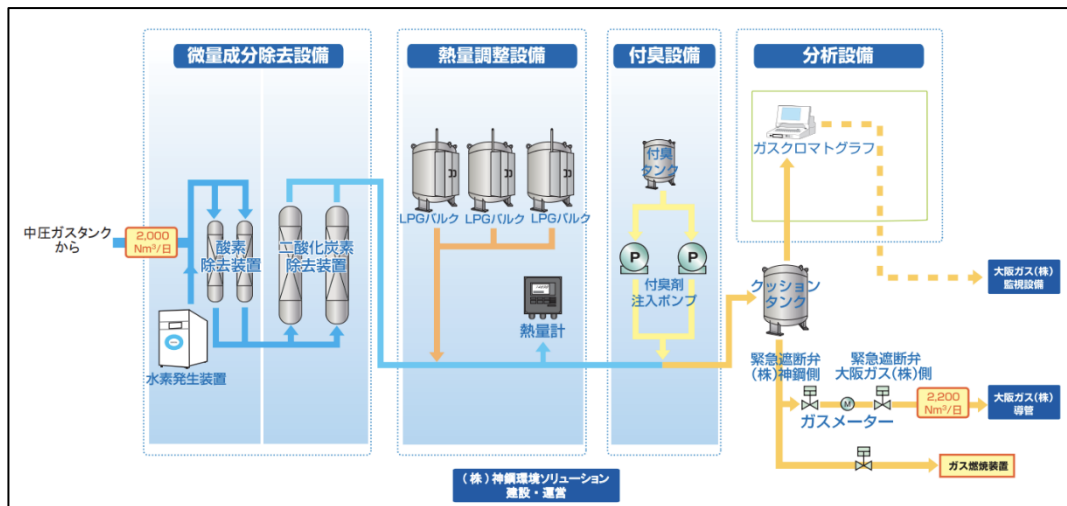 微量成分除去設備
熱量調整設備
付臭設備
分析設備
ガスクロマトグラフ
付臭
タンク
LPGバルク
LPGバルク
LPGバルク
中圧ガスタンク
から
2,000
Nm³/日
酸素
除去装置
二酸化炭素
除去装置
P
P
付臭剤
注入ポンプ
クッション
タンク
大阪ガス(株)
監視設備
熱量計
水素発生装置
緊急遮断弁
(株)神鋼側
緊急遮断弁
大阪ガス(株)側
M
ガスメーター
2,200
Nm³/日
大阪ガス(株)
導管
ガス燃焼装置
(株)神鋼環境ソリューション
建設・運営